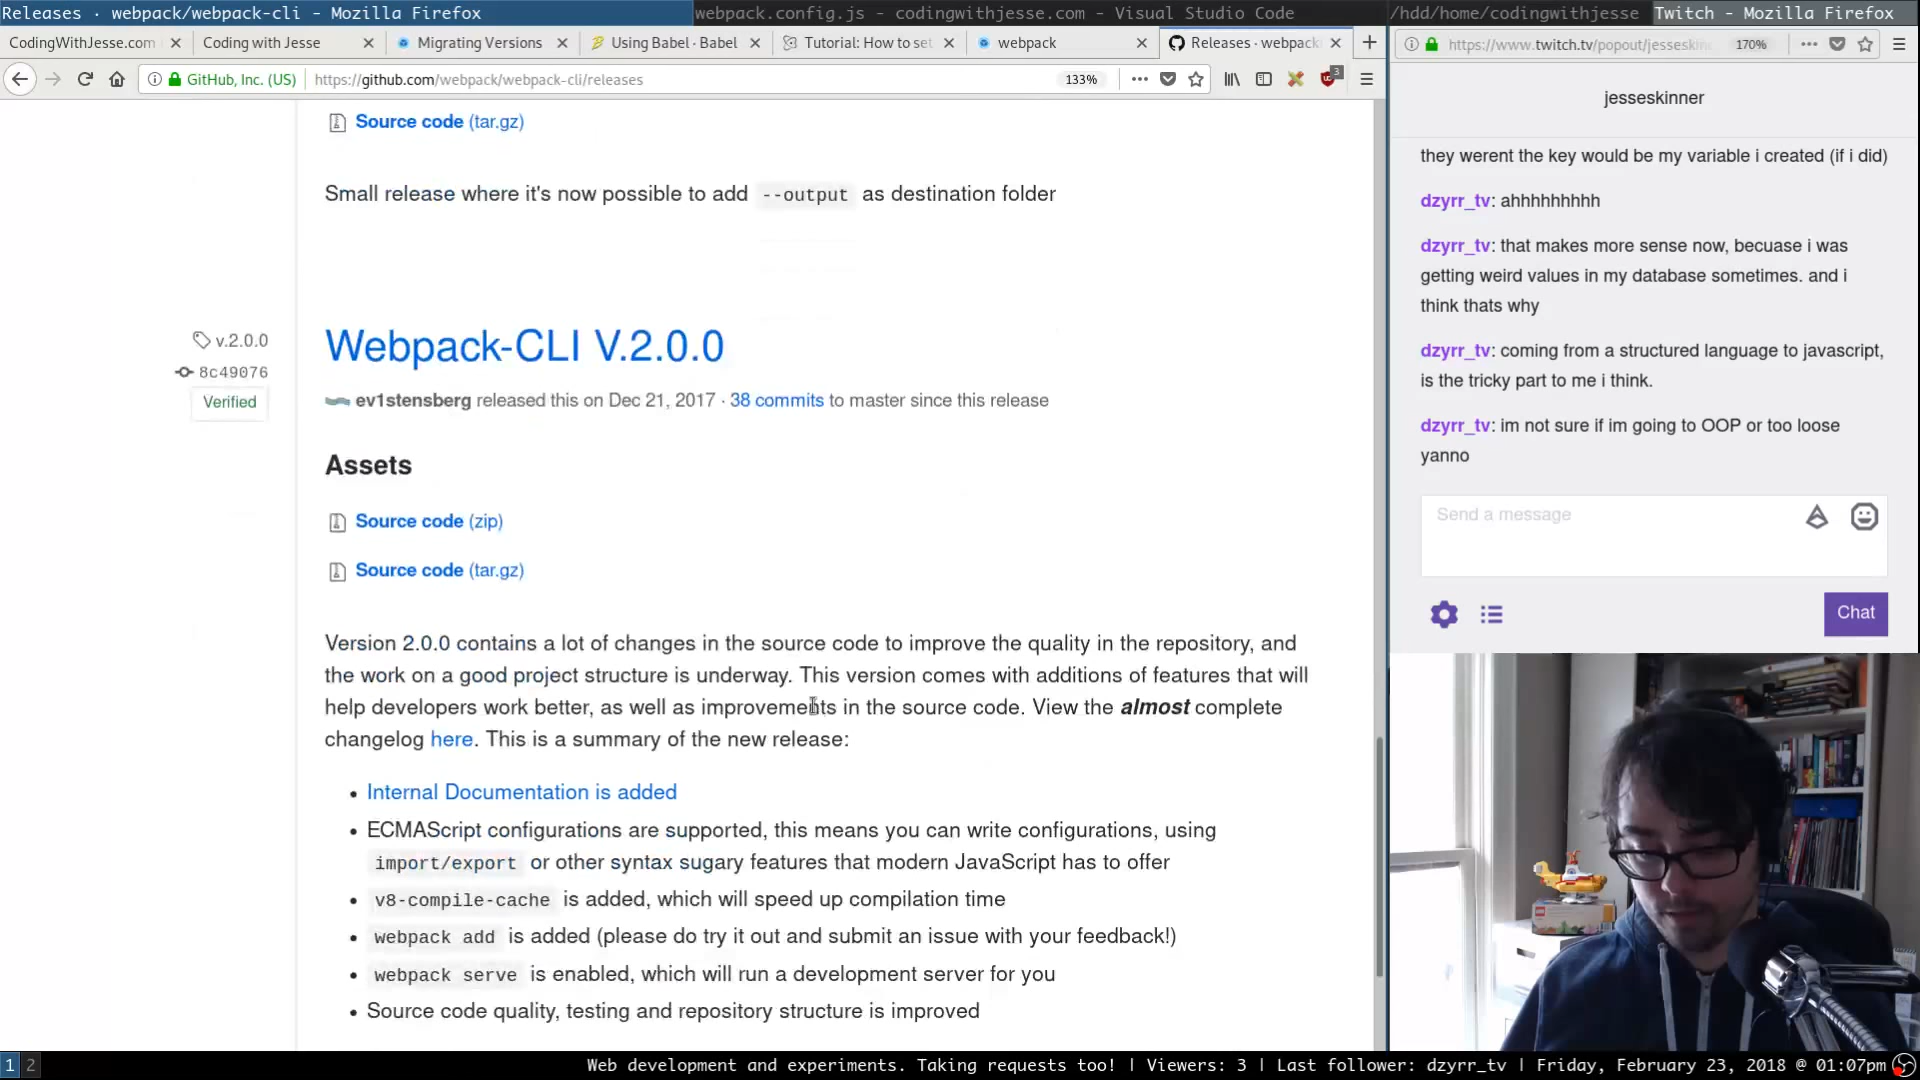 Releases · webpack/webpack-cli - Mozilla Firefox
webpack.config.js - codingwithjesse.com - Visual Studio Code
/hdd/home/codingwithjesse
Twitch - Mozilla Firefox
CodingWithJesse.com
Coding with Jesse
Migrating Versions
Using Babel · Babel
Tutorial: How to set
webpack
Releases · webpack
GitHub, Inc. (US)
https://github.com/webpack/webpack-cli/releases
133%
3
https://www.twitch.tv/popout/jesseskin
170%
Source code (tar.gz)
Small release where it's now possible to add --output as destination folder
v.2.0.0
8c49076
Verified
Webpack-CLI V.2.0.0
ev1stensberg released this on Dec 21, 2017 · 38 commits to master since this release
Assets
Source code (zip)
Source code (tar.gz)
Version 2.0.0 contains a lot of changes in the source code to improve the quality in the repository, and
the work on a good project structure is underway. This version comes with additions of features that will
help developers work better, as well as improvements in the source code. View the almost complete
changelog here. This is a summary of the new release:
• Internal Documentation is added
• ECMAScript configurations are supported, this means you can write configurations, using
import/export or other syntax sugary features that modern JavaScript has to offer
• v8-compile-cache is added, which will speed up compilation time
• webpack add is added (please do try it out and submit an issue with your feedback!)
• webpack serve is enabled, which will run a development server for you
• Source code quality, testing and repository structure is improved
jesseskinner
they werent the key would be my variable i created (if i did)
dzyrr_tv: ahhhhhhhhh
dzyrr_tv: that makes more sense now, becuase i was
getting weird values in my database sometimes. and i
think thats why
dzyrr_tv: coming from a structured language to javascript,
is the tricky part to me i think.
dzyrr_tv: im not sure if im going to OOP or too loose
yanno
Send a message
Chat
1 2
Web development and experiments. Taking requests too! | Viewers: 3 | Last follower: dzyrr_tv | Friday, February 23, 2018 @ 01:07pm